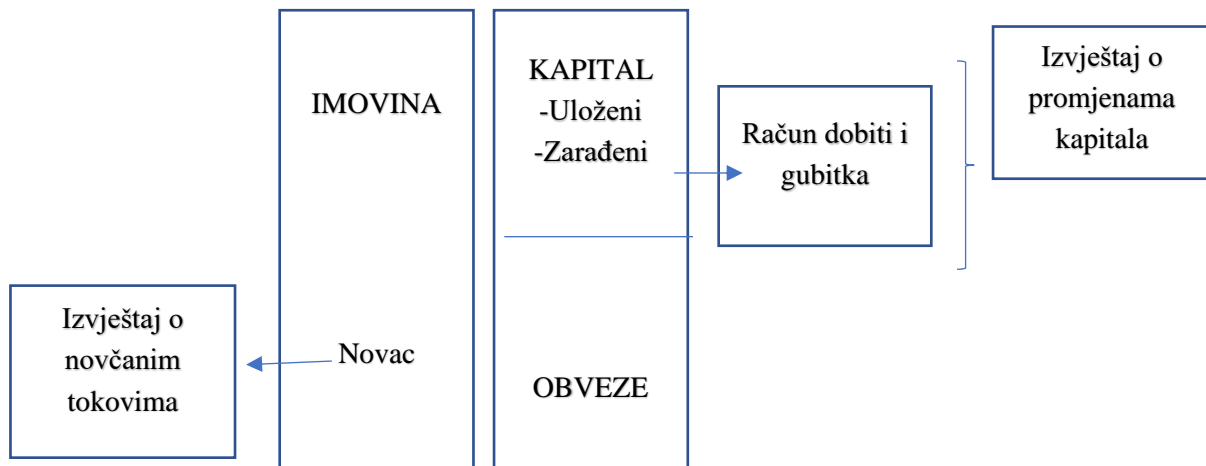 IMOVINA
Novac
KAPITAL
-Uloženi
-Zarađeni
OBVEZE
Račun dobiti i
gubitka
Izvještaj o
promjenama
kapitala
Izvještaj o
novčanim
tokovima